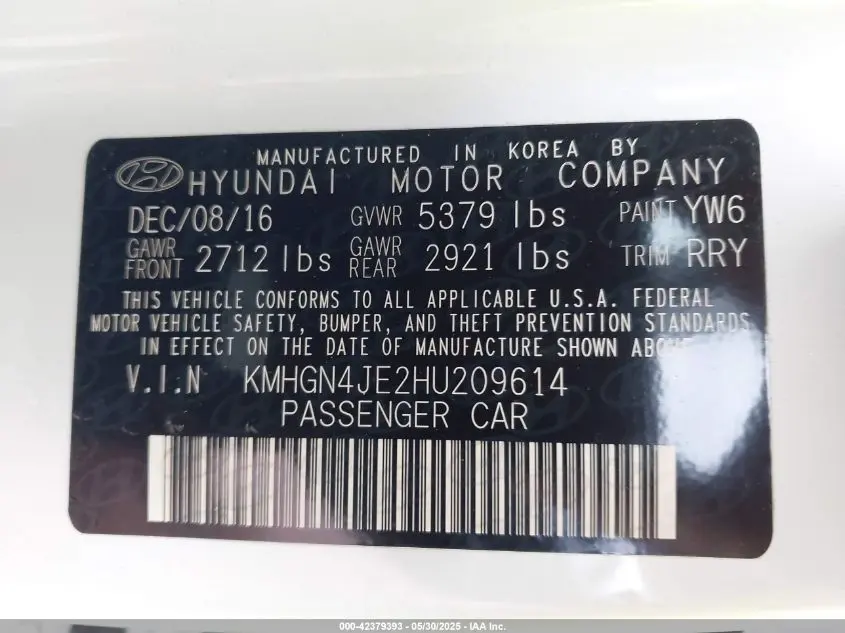 MANUFACTURED IN KOREA BY
HYUNDAI MOTOR COMPANY
DEC/08/16 GVWR 5379 lbs PAINT YW6
GAWR FRONT 2712 lbs GAWR REAR 2921 lbs TRIM RRY
THIS VEHICLE CONFORMS TO ALL APPLICABLE U.S.A. FEDERAL
MOTOR VEHICLE SAFETY, BUMPER, AND THEFT PREVENTION STANDARDS
IN EFFECT ON THE DATE OF MANUFACTURE SHOWN ABOVE
V.I.N KMHGN4JE2HU209614
PASSENGER CAR
000-42379393 — 05/30/2025 - IAA Inc.